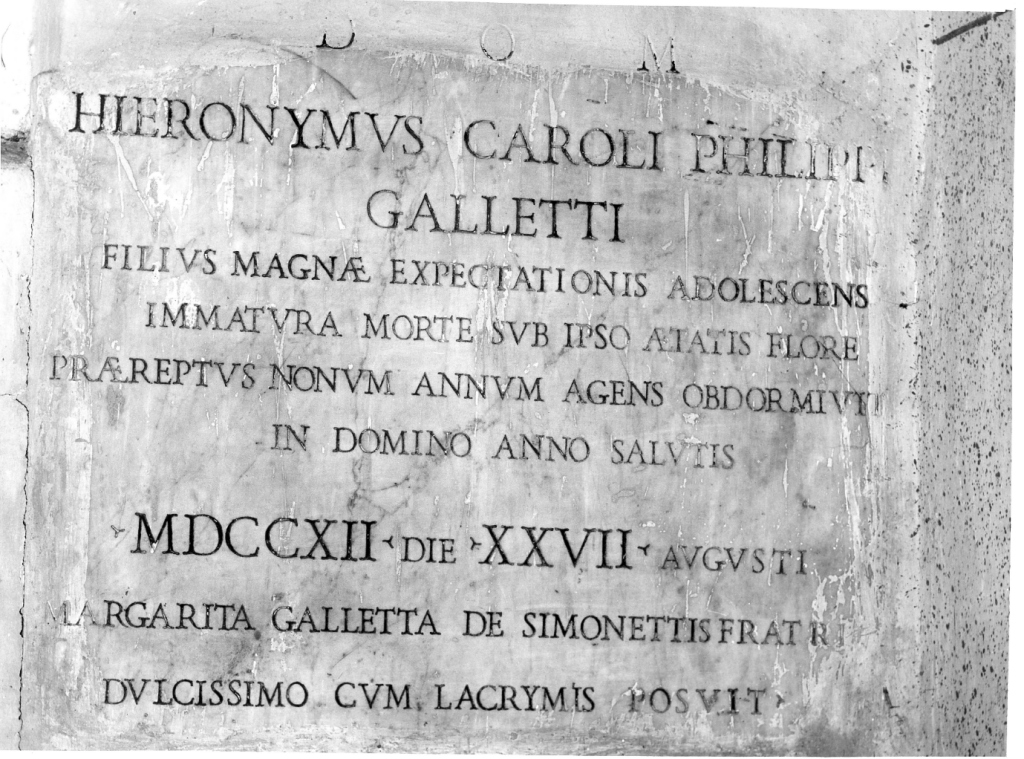 D O M
HIERONYMVS CAROLI PHILIPPI
GALLETTI
FILIVS MAGNÆ EXPECTATIONIS ADOLESCENS
IMMATVRA MORTE SVB IPSO ÆTATIS FLORE
PRÆREPTVS NONVM ANNVM AGENS OBDORMIVIT
IN DOMINO ANNO SALVTIS
MDCCXII DIE XXVII AVGVSTI
MARGARITA GALLETTA DE SIMONETTIS FRATRI
DVLCISSIMO CVM LACRYMIS POSVIT